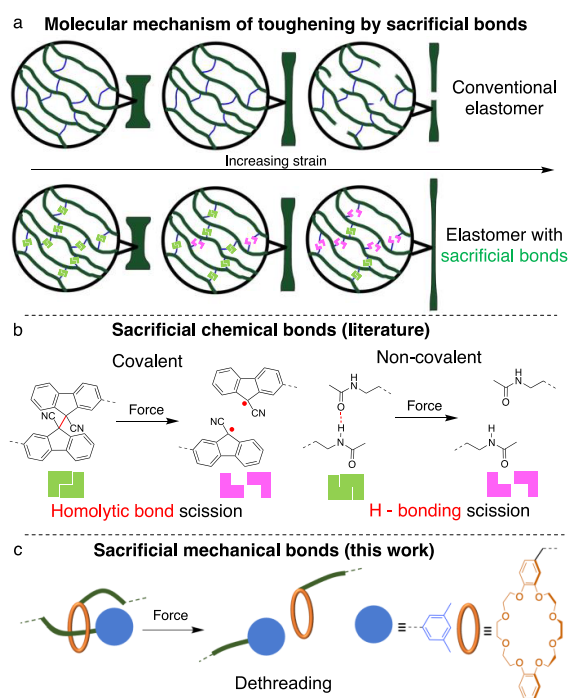 a Molecular mechanism of toughening by sacrificial bonds
Conventional
elastomer
Increasing strain
Elastomer with
sacrificial bonds
b Sacrificial chemical bonds (literature)
Covalent
Non-covalent
CN
CN
Force
CN
CN
Homolytic bond scission
O
N
H
H
O
N
Force
O
H
N
H
N
O
H - bonding scission
c Sacrificial mechanical bonds (this work)
Force
Dethreading
≡
≡
O O
O O
O O
O O